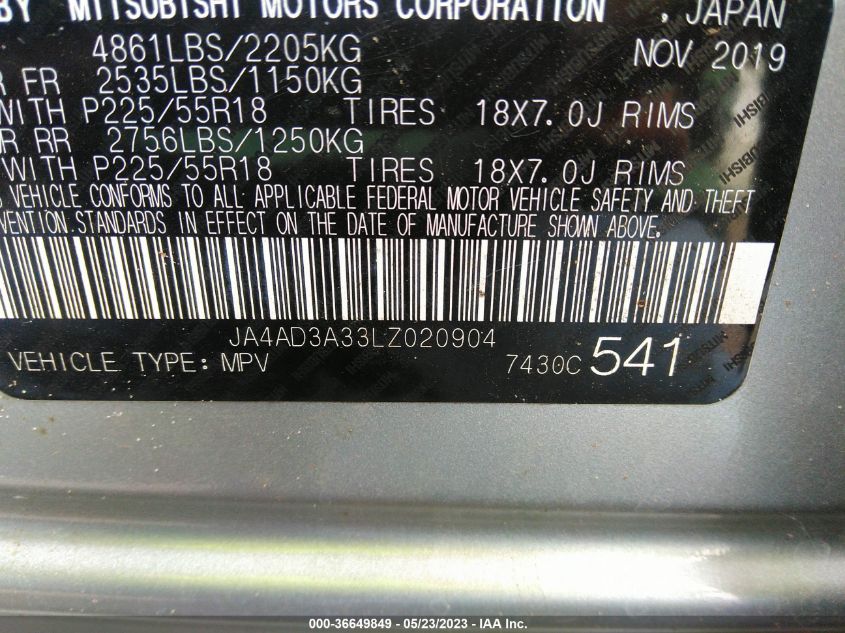 BY MITSUBISHI MOTORS CORPORATION , JAPAN
4861LBS/2205KG NOV 2019
R FR 2535LBS/1150KG
WITH P225/55R18 TIRES 18X7.0J RIMS
R RR 2756LBS/1250KG
WITH P225/55R18 TIRES 18X7.0J RIMS
VEHICLE CONFORMS TO ALL APPLICABLE FEDERAL MOTOR VEHICLE SAFETY AND THEFT
VENTION STANDARDS IN EFFECT ON THE DATE OF MANUFACTURE SHOWN ABOVE.
JA4AD3A33LZ020904
VEHICLE TYPE: MPV 7430C 541
000-36649849 — 05/23/2023 — IAA Inc.